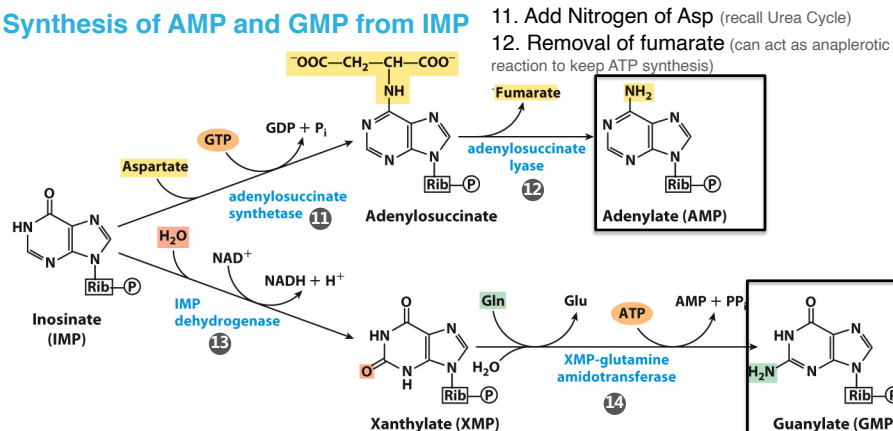 Synthesis of AMP and GMP from IMP
11. Add Nitrogen of Asp (recall Urea Cycle)
12. Removal of fumarate (can act as anaplerotic
reaction to keep ATP synthesis)
⁻OOC—CH₂—CH—COO⁻
NH
N
N
N
N
Rib
P
Adenylosuccinate
Aspartate
GTP
GDP + Pᵢ
adenylosuccinate
synthetase
11
Fumarate
adenylosuccinate
lyase
12
NH₂
N
N
N
N
Rib
P
Adenylate (AMP)
O
HN
N
N
N
Rib
P
Inosinate
(IMP)
H₂O
NAD⁺
NADH + H⁺
IMP
dehydrogenase
13
O
HN
N
O
N
H
N
Rib
P
Xanthylate (XMP)
Gln
Glu
H₂O
ATP
AMP + PPᵢ
XMP-glutamine
amidotransferase
14
O
HN
N
H₂N
N
N
Rib
P
Guanylate (GMP